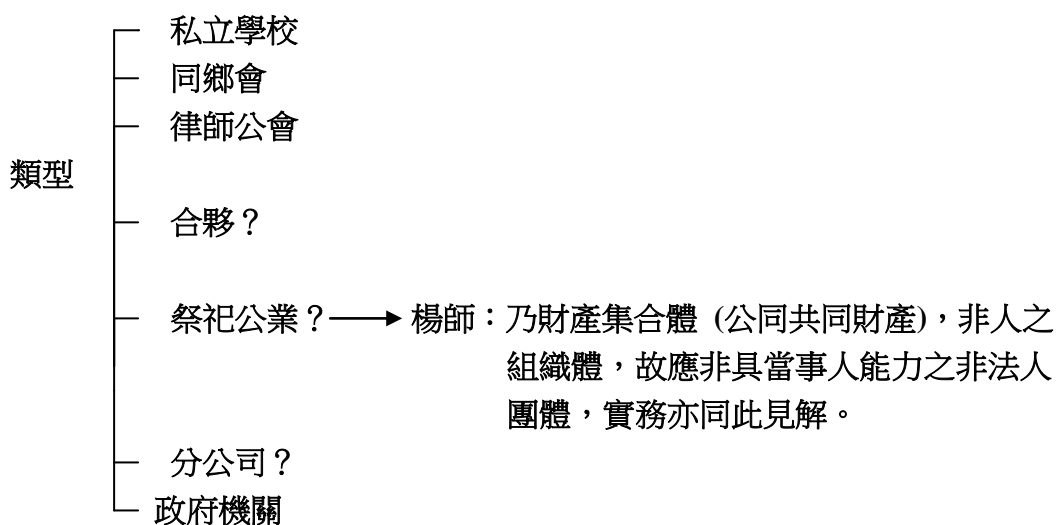 私立學校
同鄉會
律師公會
類型
合夥？
祭祀公業？ 楊師：乃財產集合體 (公同共同財產)，非人之
組織體，故應非具當事人能力之非法人
團體，實務亦同此見解。
分公司？
政府機關